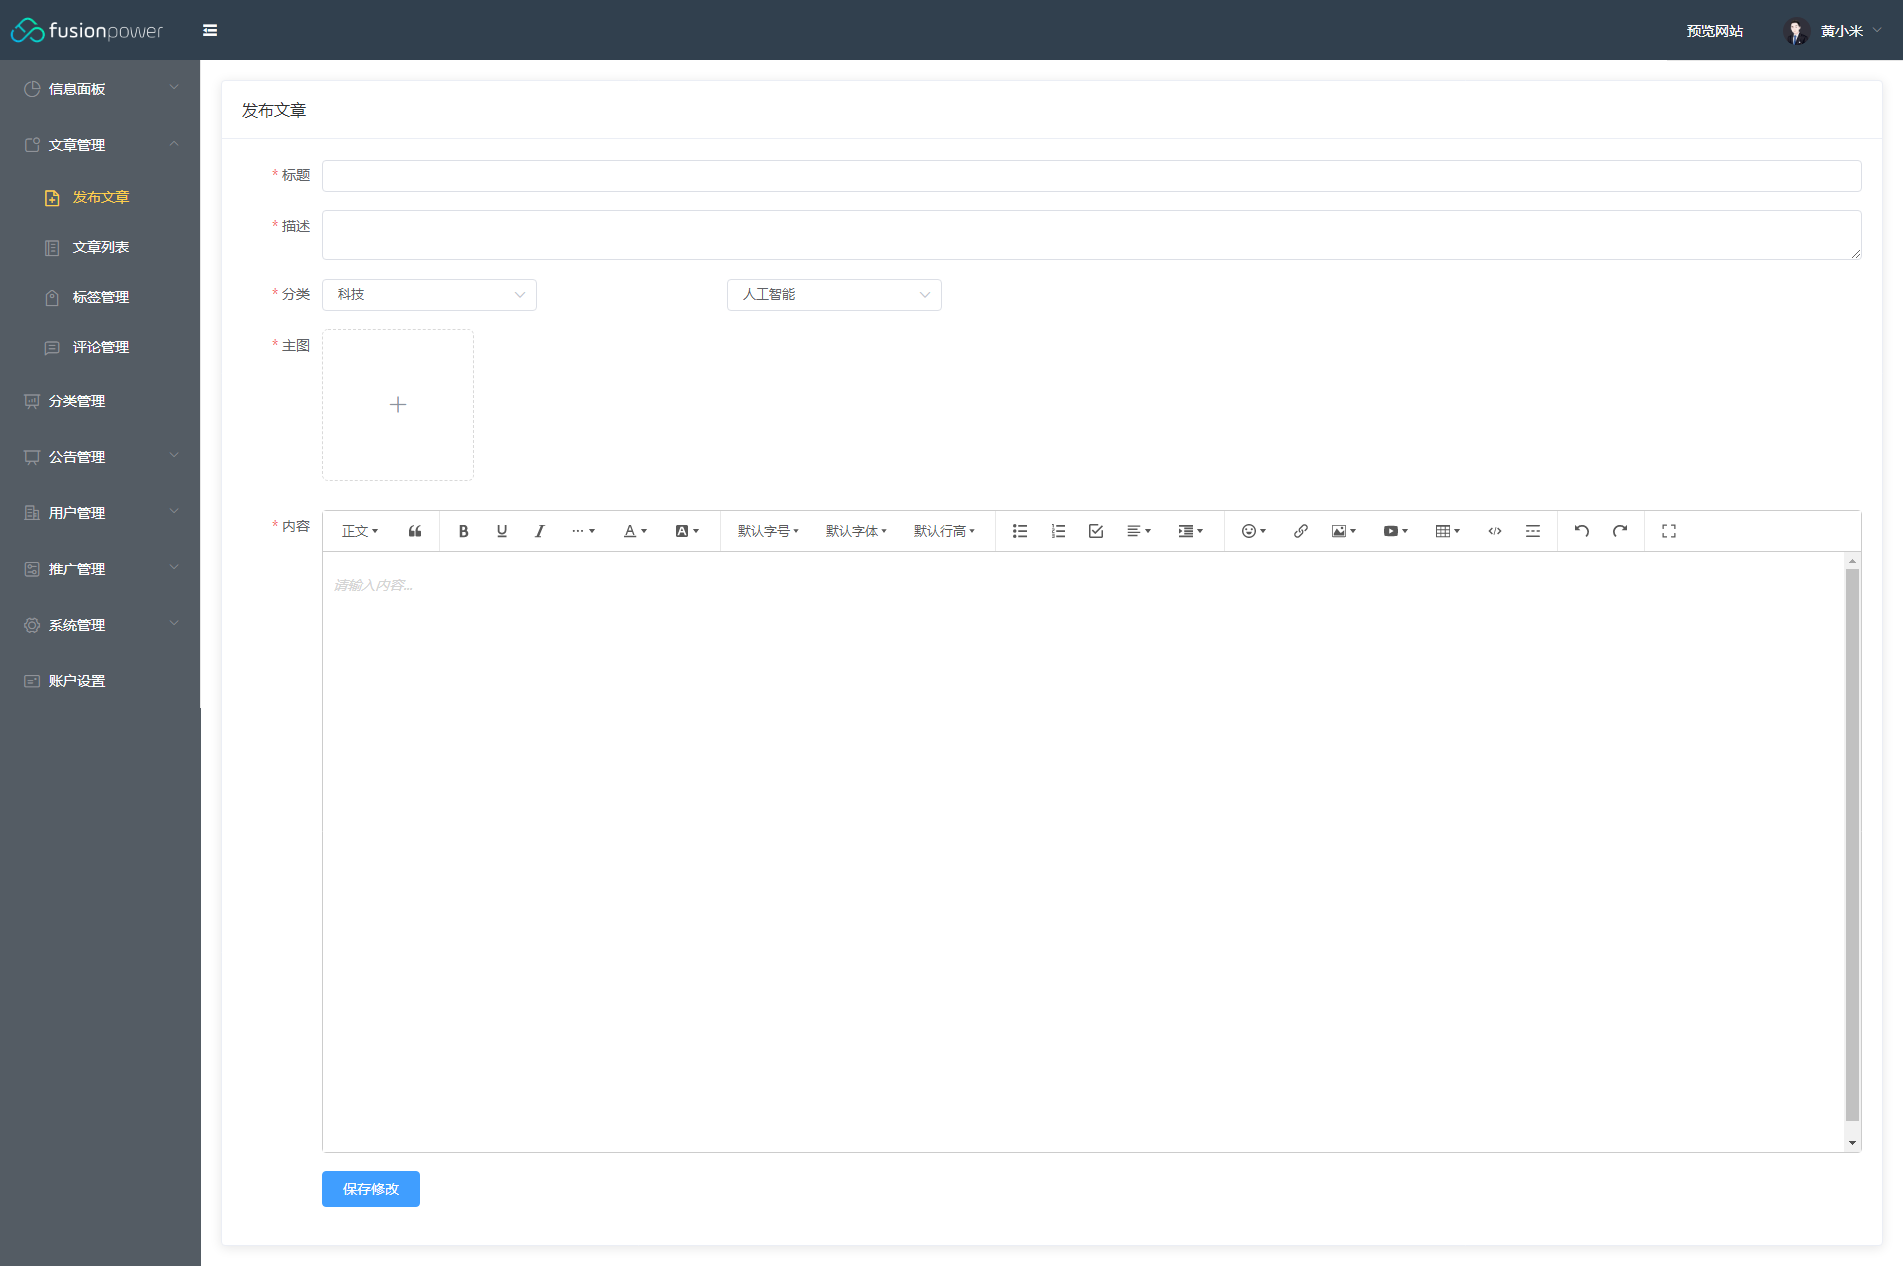 fusionpower
预览网站
黄小米
信息面板
文章管理
发布文章
文章列表
标签管理
评论管理
分类管理
公告管理
用户管理
推广管理
系统管理
账户设置
发布文章
* 标题
* 描述
* 分类 科技 人工智能
* 主图
* 内容
正文 B U I A A 默认字号 默认字体 默认行高
请输入内容...
保存修改